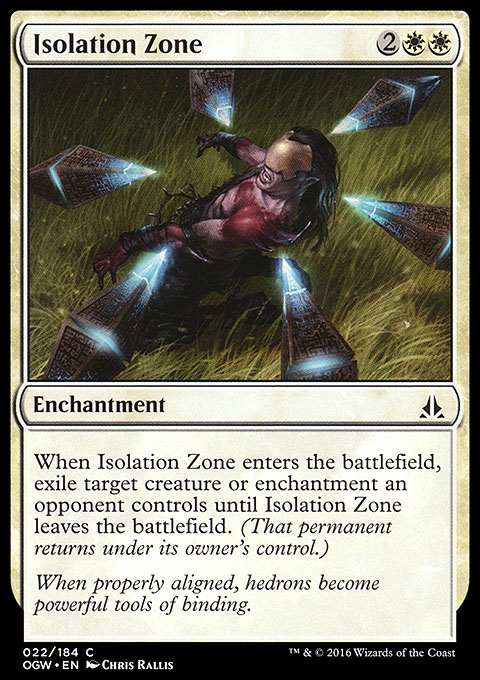 Isolation Zone 2
Enchantment
When Isolation Zone enters the battlefield,
exile target creature or enchantment an
opponent controls until Isolation Zone
leaves the battlefield. (That permanent
returns under its owner's control.)
When properly aligned, hedrons become
powerful tools of binding.
022/184 C
OGW • EN Chris Rallis
™ & © 2016 Wizards of the Coast